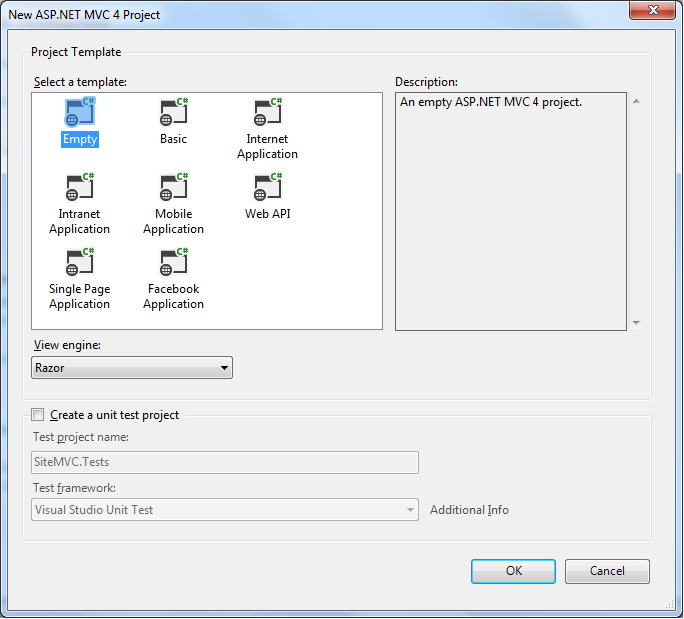 New ASP.NET MVC 4 Project
Project Template
Select a template:
Description:
C# C# C#
Empty Basic Internet Application
An empty ASP.NET MVC 4 project.
C# C# C#
Intranet Application Mobile Application Web API
C# C#
Single Page Application Facebook Application
View engine:
Razor
Create a unit test project
Test project name:
SiteMVC.Tests
Test framework:
Visual Studio Unit Test
Additional Info
OK Cancel